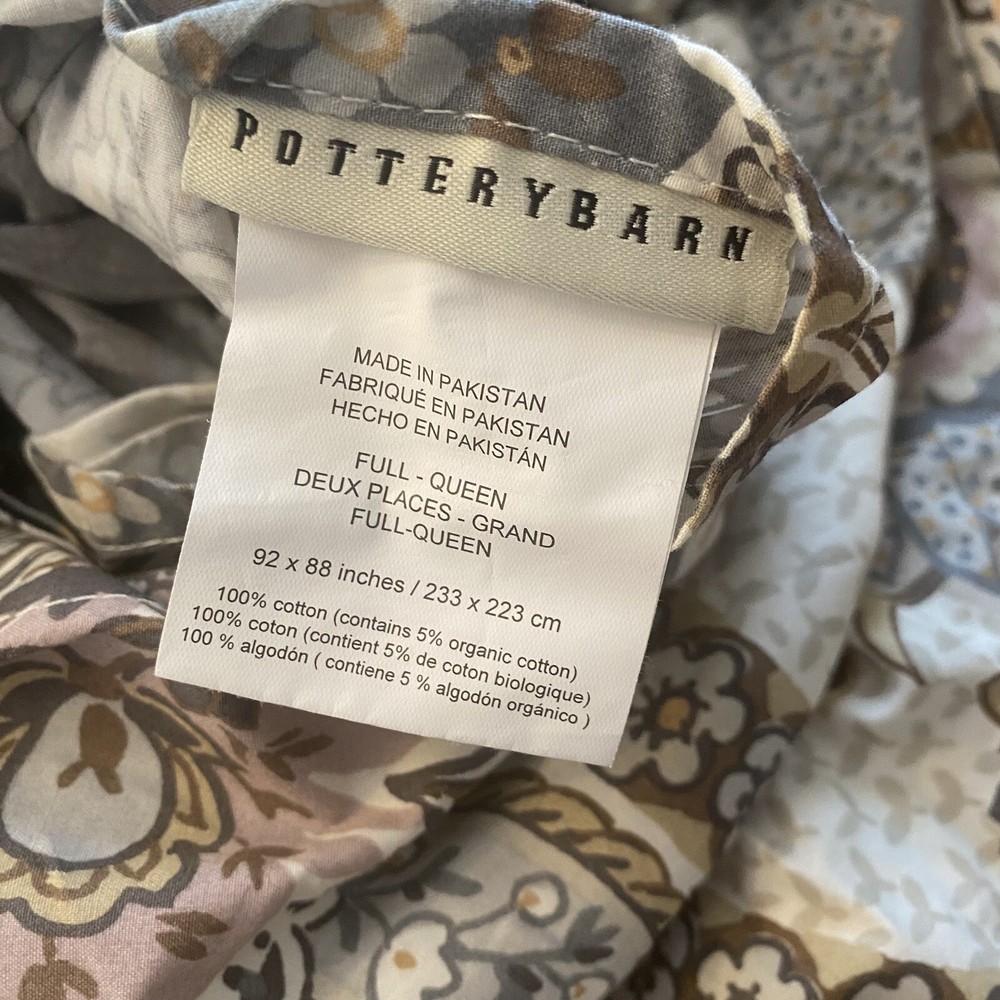 POTTERYBARN
MADE IN PAKISTAN
FABRIQUÉ EN PAKISTAN
HECHO EN PAKISTÁN
FULL - QUEEN
DEUX PLACES - GRAND
FULL-QUEEN
92 x 88 inches / 233 x 223 cm
100% cotton (contains 5% organic cotton)
100% coton (contient 5% de coton biologique)
100 % algodón ( contiene 5 % algodón orgánico )